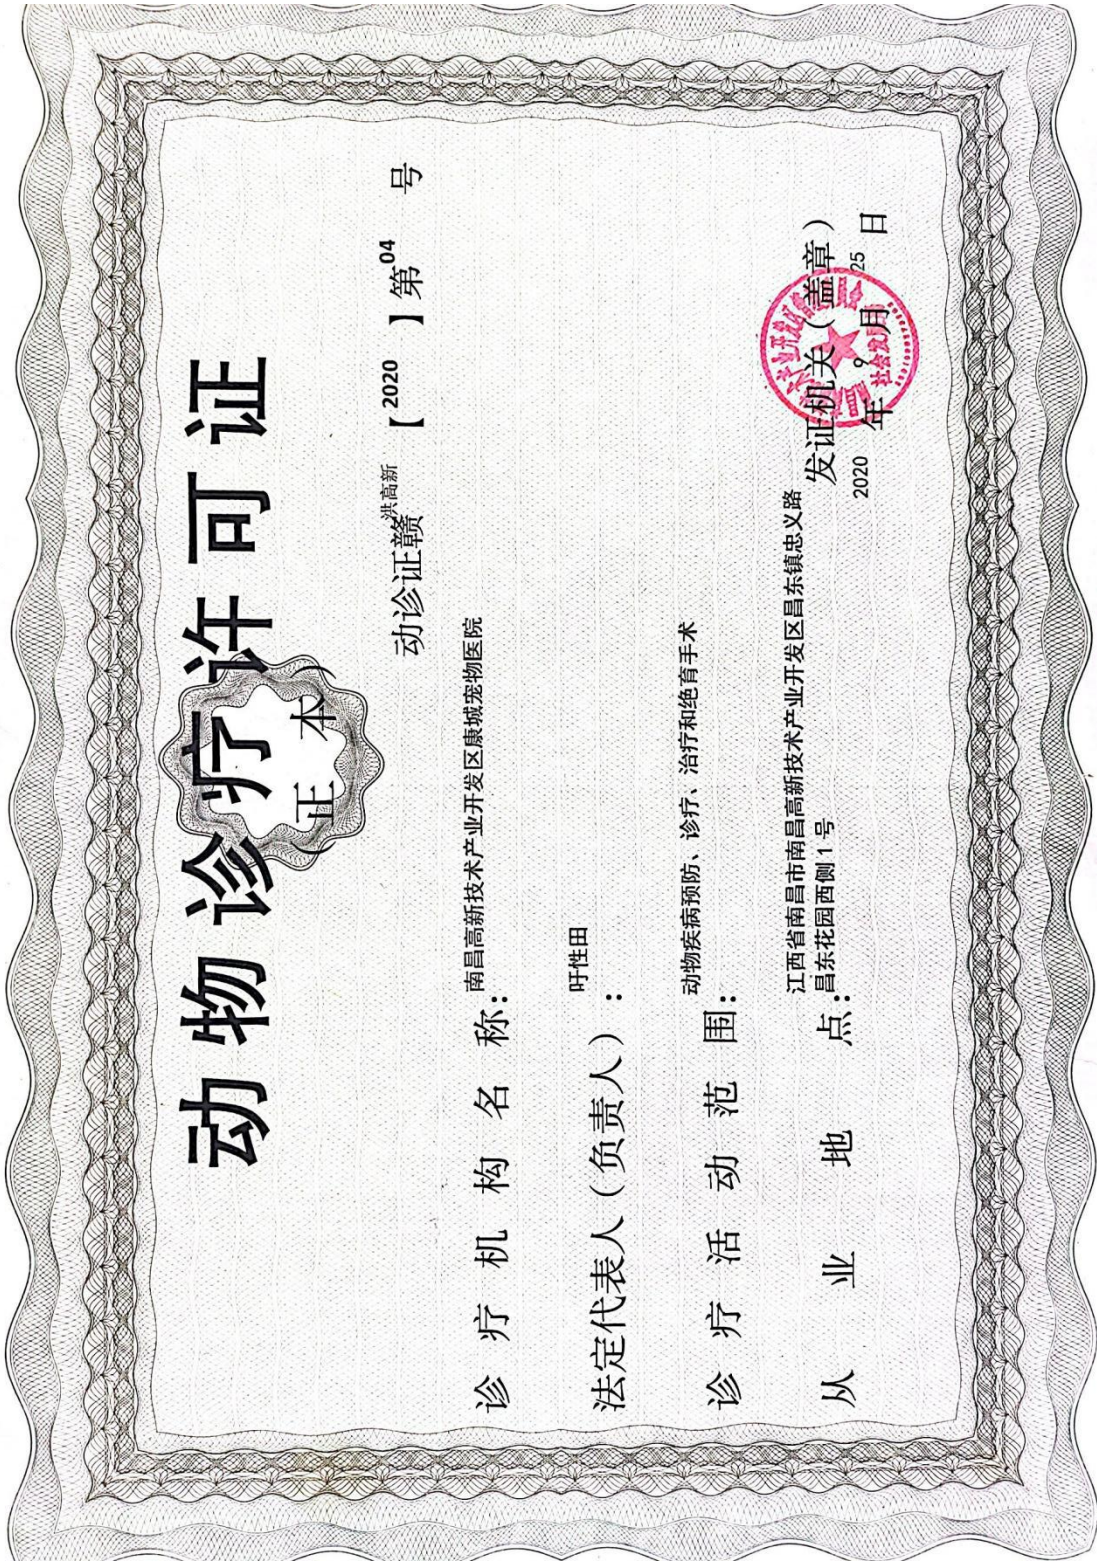 动物诊疗许可证
(正本)
动诊证赣洪高新【2020】第04号
诊疗机构名称:南昌高新技术产业开发区康城宠物医院
法定代表人(负责人):吁性田
诊疗活动范围:动物疾病预防、诊疗、治疗和绝育手术
从业地点:江西省南昌市南昌高新技术产业开发区昌东镇忠义路
昌东花园西侧1号
发证机关(盖章)
2020年9月25日